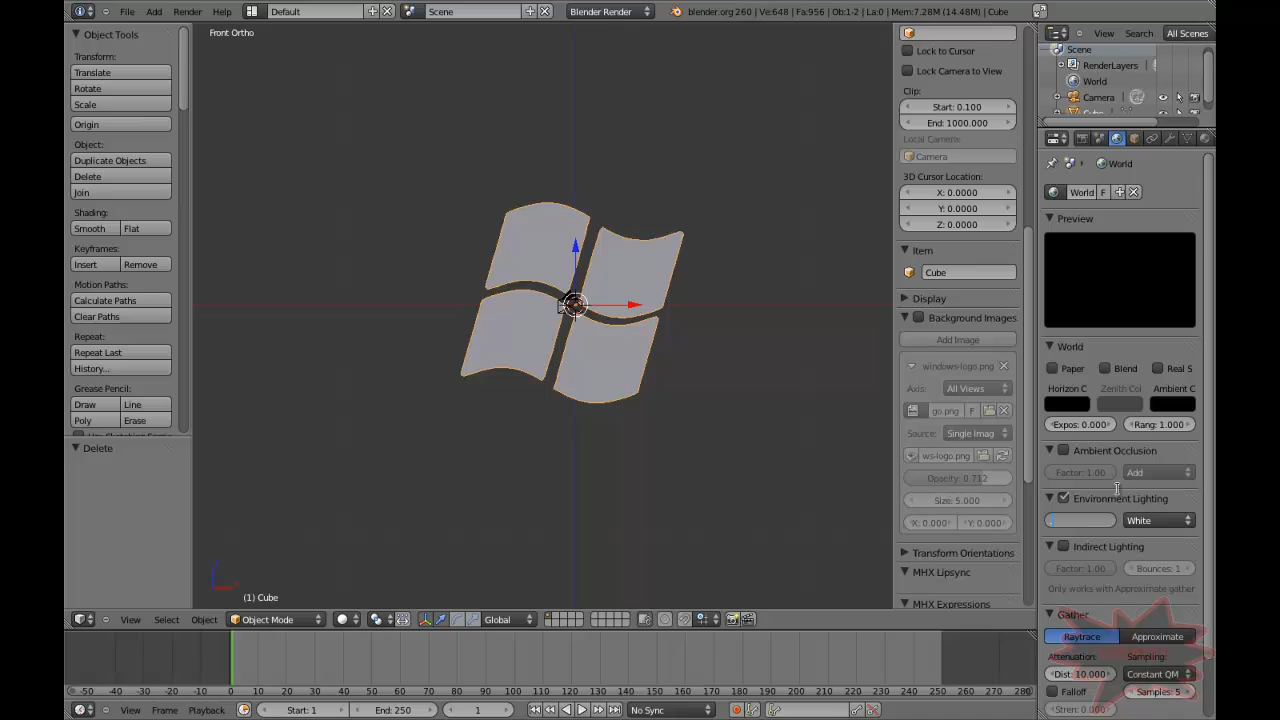 File Add Render Help Default Scene Blender Render blender.org 260 | Ve:648 | Fa:956 | Ob:1-2 | La:0 | Mem:7.28M (14.48M) | Cube
Object Tools
Transform:
Translate
Rotate
Scale
Origin
Object:
Duplicate Objects
Delete
Join
Shading:
Smooth Flat
Keyframes:
Insert Remove
Motion Paths:
Calculate Paths
Clear Paths
Repeat:
Repeat Last
History...
Grease Pencil:
Draw Line
Poly Erase
Delete
Front Ortho
(1) Cube
Lock to Cursor
Lock Camera to View
Clip:
Start: 0.100
End: 1000.000
Local Camera:
Camera
3D Cursor Location:
X: 0.0000
Y: 0.0000
Z: 0.0000
Item
Cube
Display
Background Images
Add Image
windows-logo.png
Axis: All Views
go.png F
Source: Single Imag
ws-logo.png
Opacity: 0.712
Size: 5.000
X: 0.000 Y: 0.000
Transform Orientations
MHX Lipsync
MHX Expressions
View Search All Scenes
Scene
RenderLayers
World
Camera
World
World F
Preview
World
Paper Blend Real S
Horizon C Zenith Col Ambient C
Expos: 0.000 Rang: 1.000
Ambient Occlusion
Factor: 1.00 Add
Environment Lighting
White
Indirect Lighting
Factor: 1.00 Bounces: 1
Only works with Approximate gather
Gather
Raytrace Approximate
Attenuation: Sampling:
Dist: 10.000 Constant QM
Falloff Samples: 5
Stren: 0.000
View Select Object Object Mode Global
-50 -40 -30 -20 -10 0 10 20 30 40 50 60 70 80 90 100 110 120 130 140 150 160 170 180 190 200 210 220 230 240 250 260 270 280
View Frame Playback Start: 1 End: 250 1 No Sync